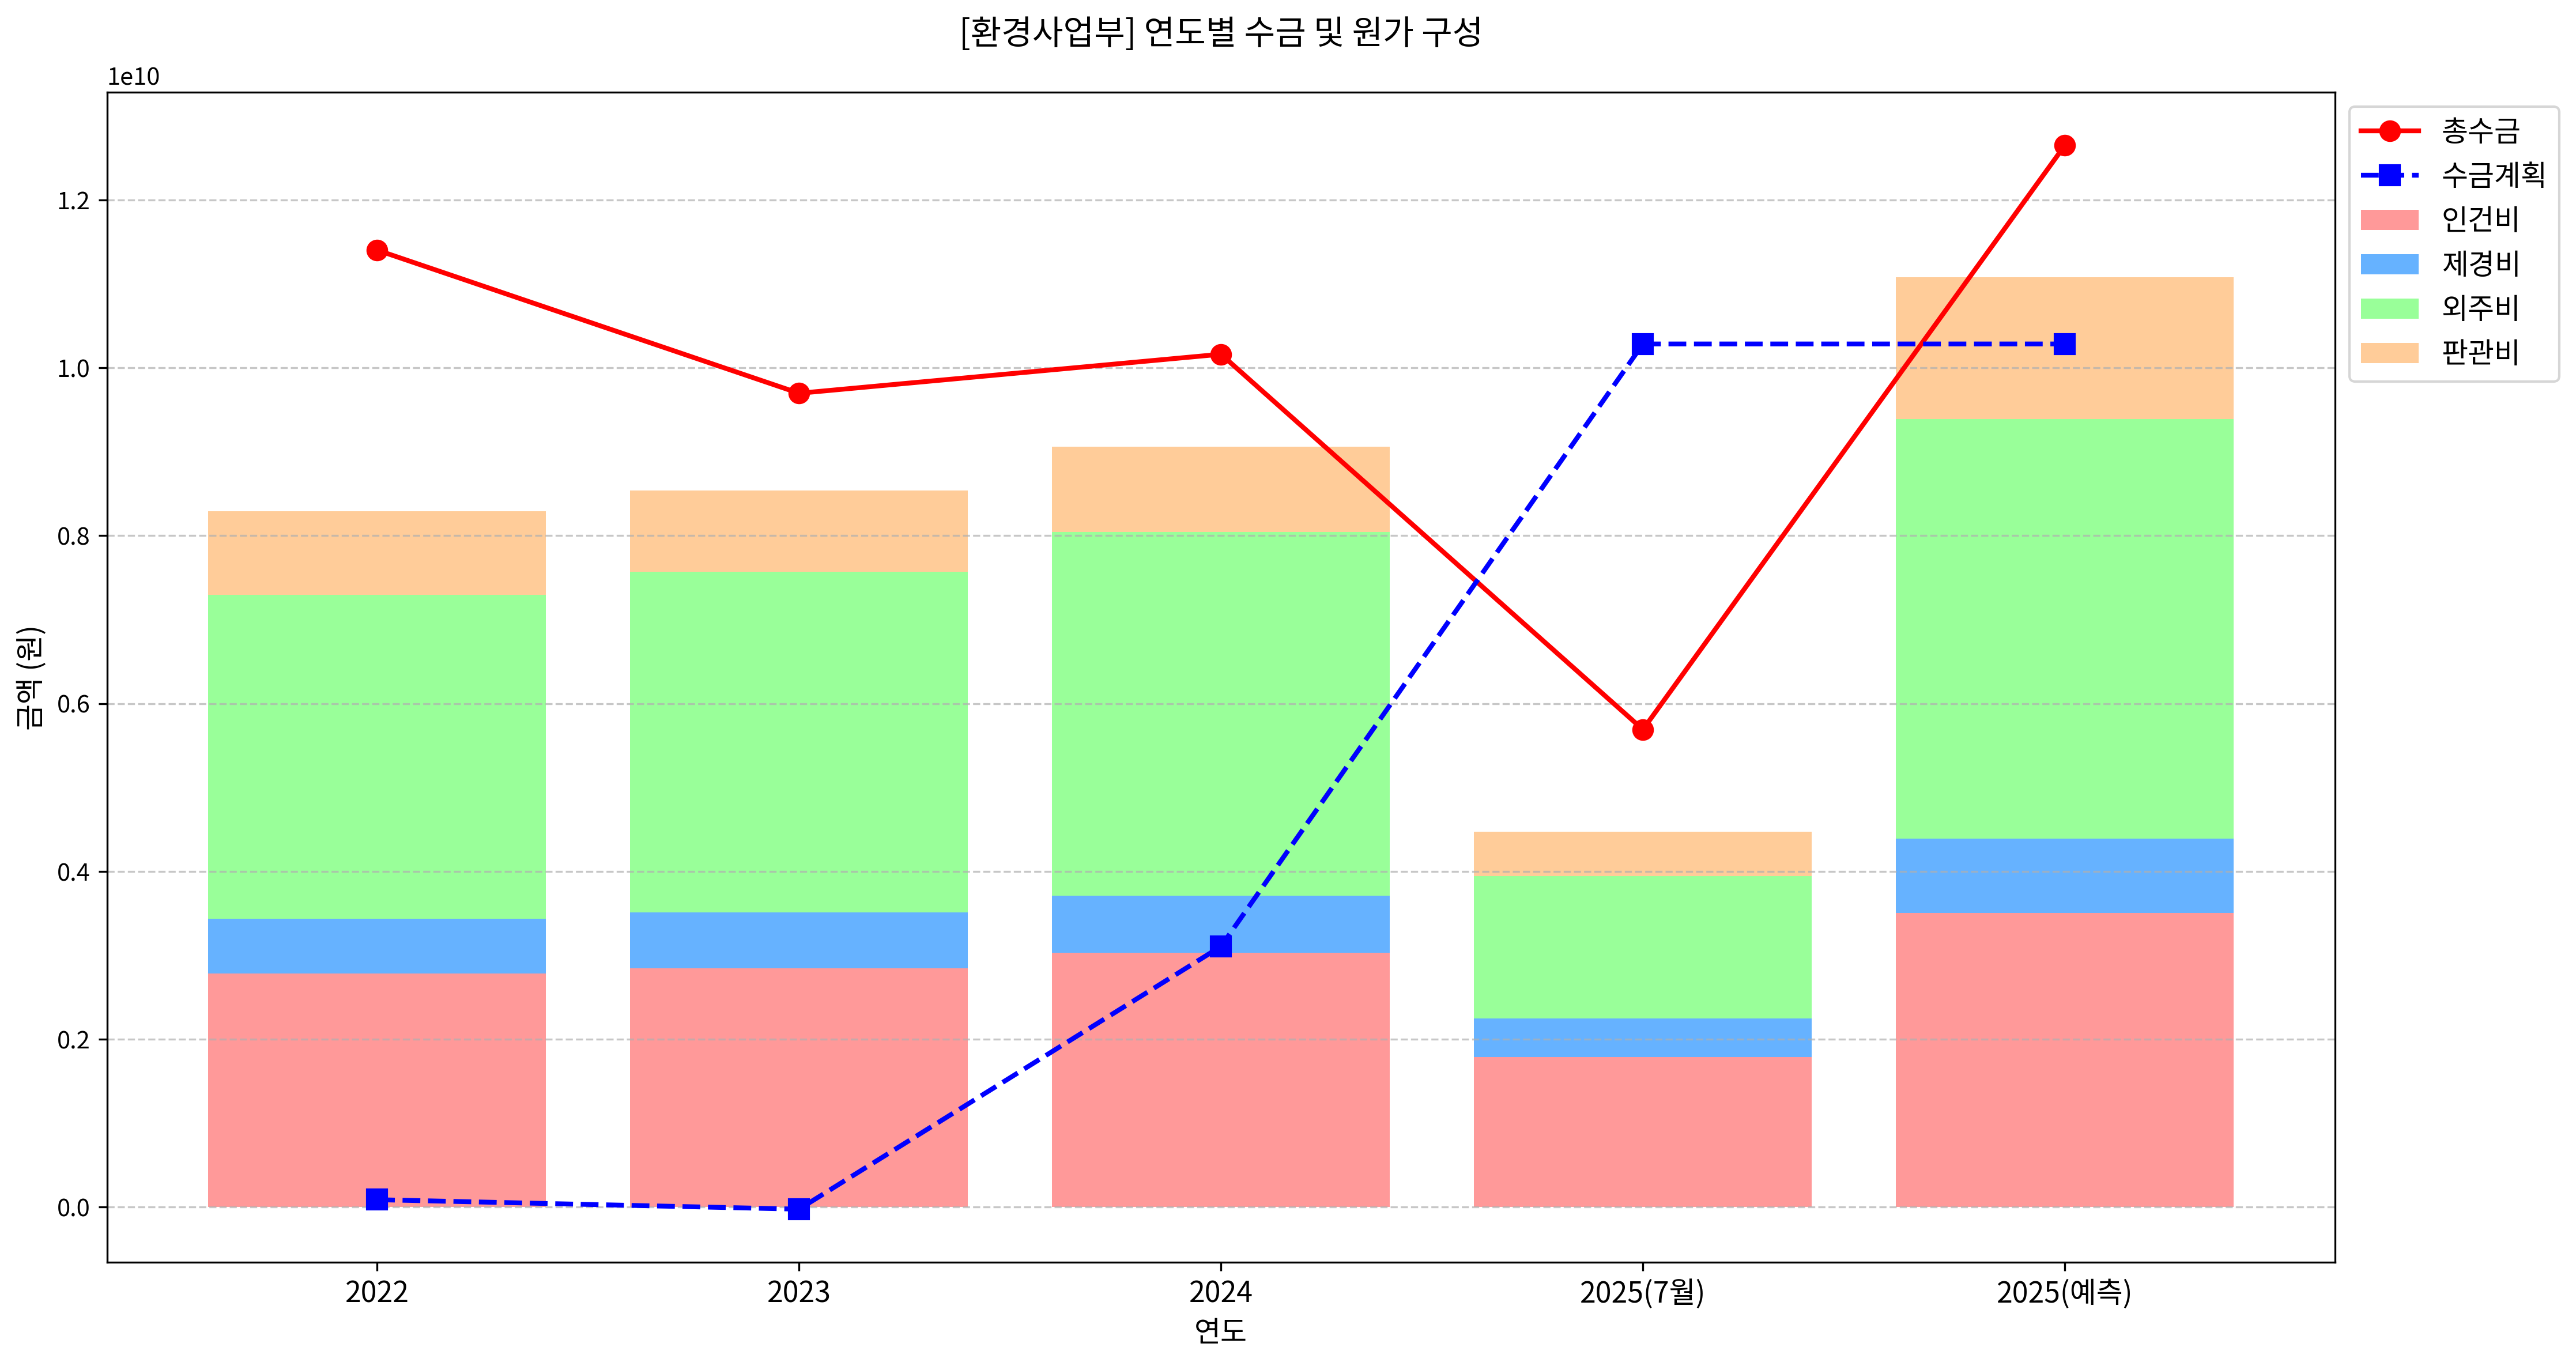 [환경사업부] 연도별 수금 및 원가 구성
1e10
1.2
1.0
0.8
0.6
0.4
0.2
0.0
금액 (원)
2022
2023
2024
2025(7월)
2025(예측)
연도
총수금
수금계획
인건비
제경비
외주비
판관비